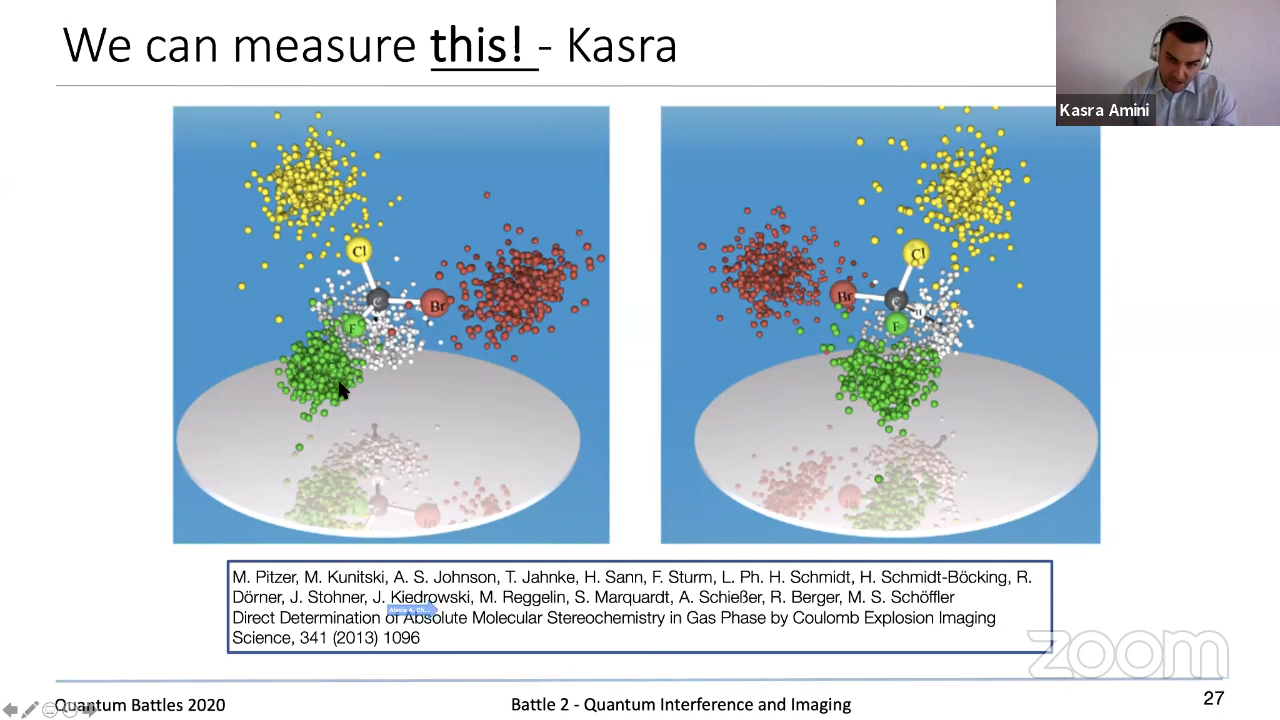 We can measure this! - Kasra
Kasra Amini
Cl
Br
F
C
Cl
Br
C
H
F
M. Pitzer, M. Kunitski, A. S. Johnson, T. Jahnke, H. Sann, F. Sturm, L. Ph. H. Schmidt, H. Schmidt-Böcking, R.
Dörner, J. Stohner, J. Kiedrowski, M. Reggelin, S. Marquardt, A. Schießer, R. Berger, M. S. Schöffler
Alexis A. Ch...
Direct Determination of Absolute Molecular Stereochemistry in Gas Phase by Coulomb Explosion Imaging
Science, 341 (2013) 1096
zoom
Quantum Battles 2020
Battle 2 - Quantum Interference and Imaging
27